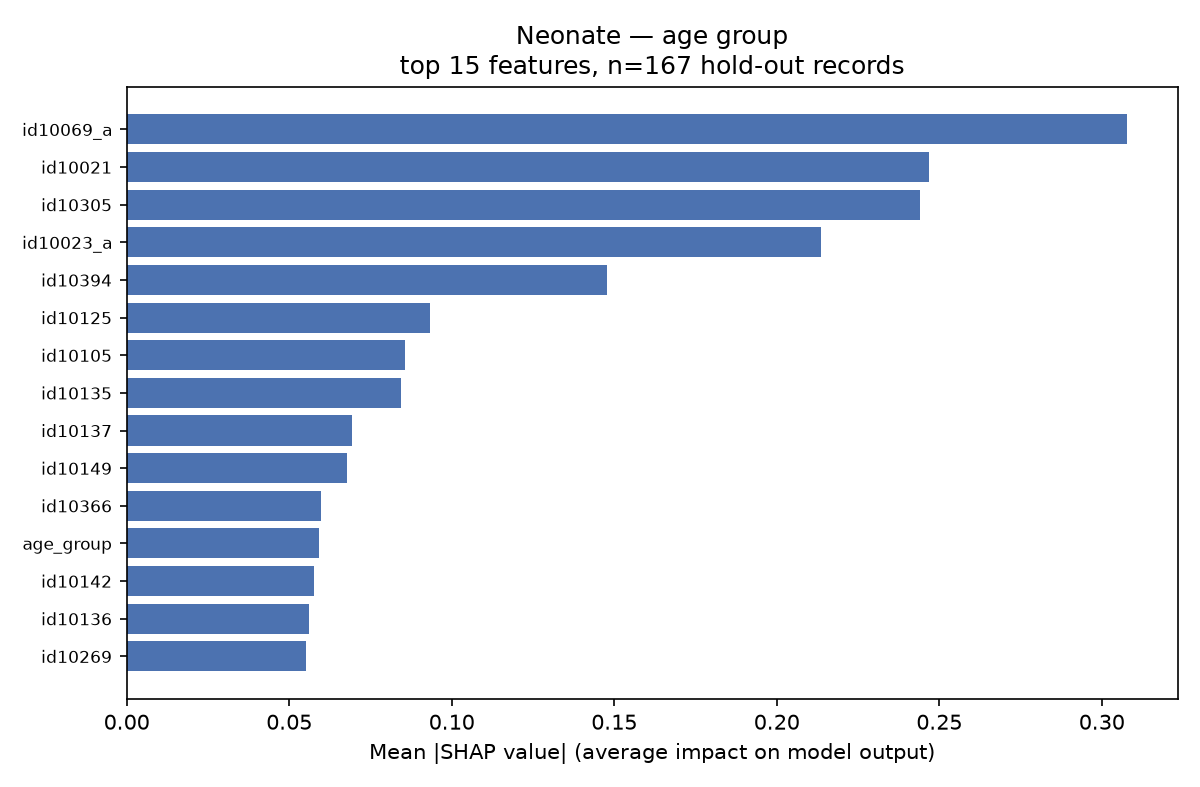 Neonate — age group
top 15 features, n=167 hold-out records
id10069_a
id10021
id10305
id10023_a
id10394
id10125
id10105
id10135
id10137
id10149
id10366
age_group
id10142
id10136
id10269
0.00 0.05 0.10 0.15 0.20 0.25 0.30
Mean |SHAP value| (average impact on model output)